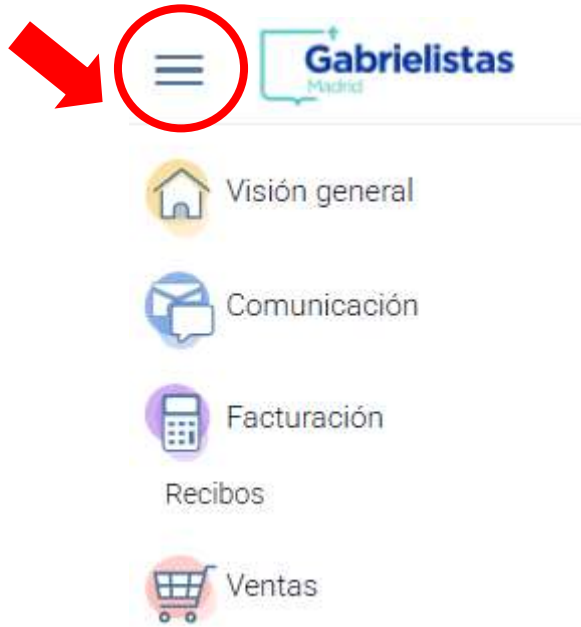 Gabrielistas
Madrid
Visión general
Comunicación
Facturación
Recibos
Ventas